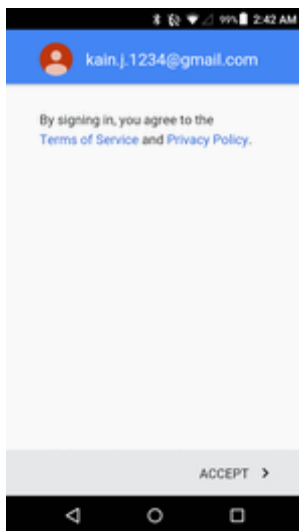 99% 2:42 AM
kain.j.1234@gmail.com
By signing in, you agree to the
Terms of Service and Privacy Policy.
ACCEPT